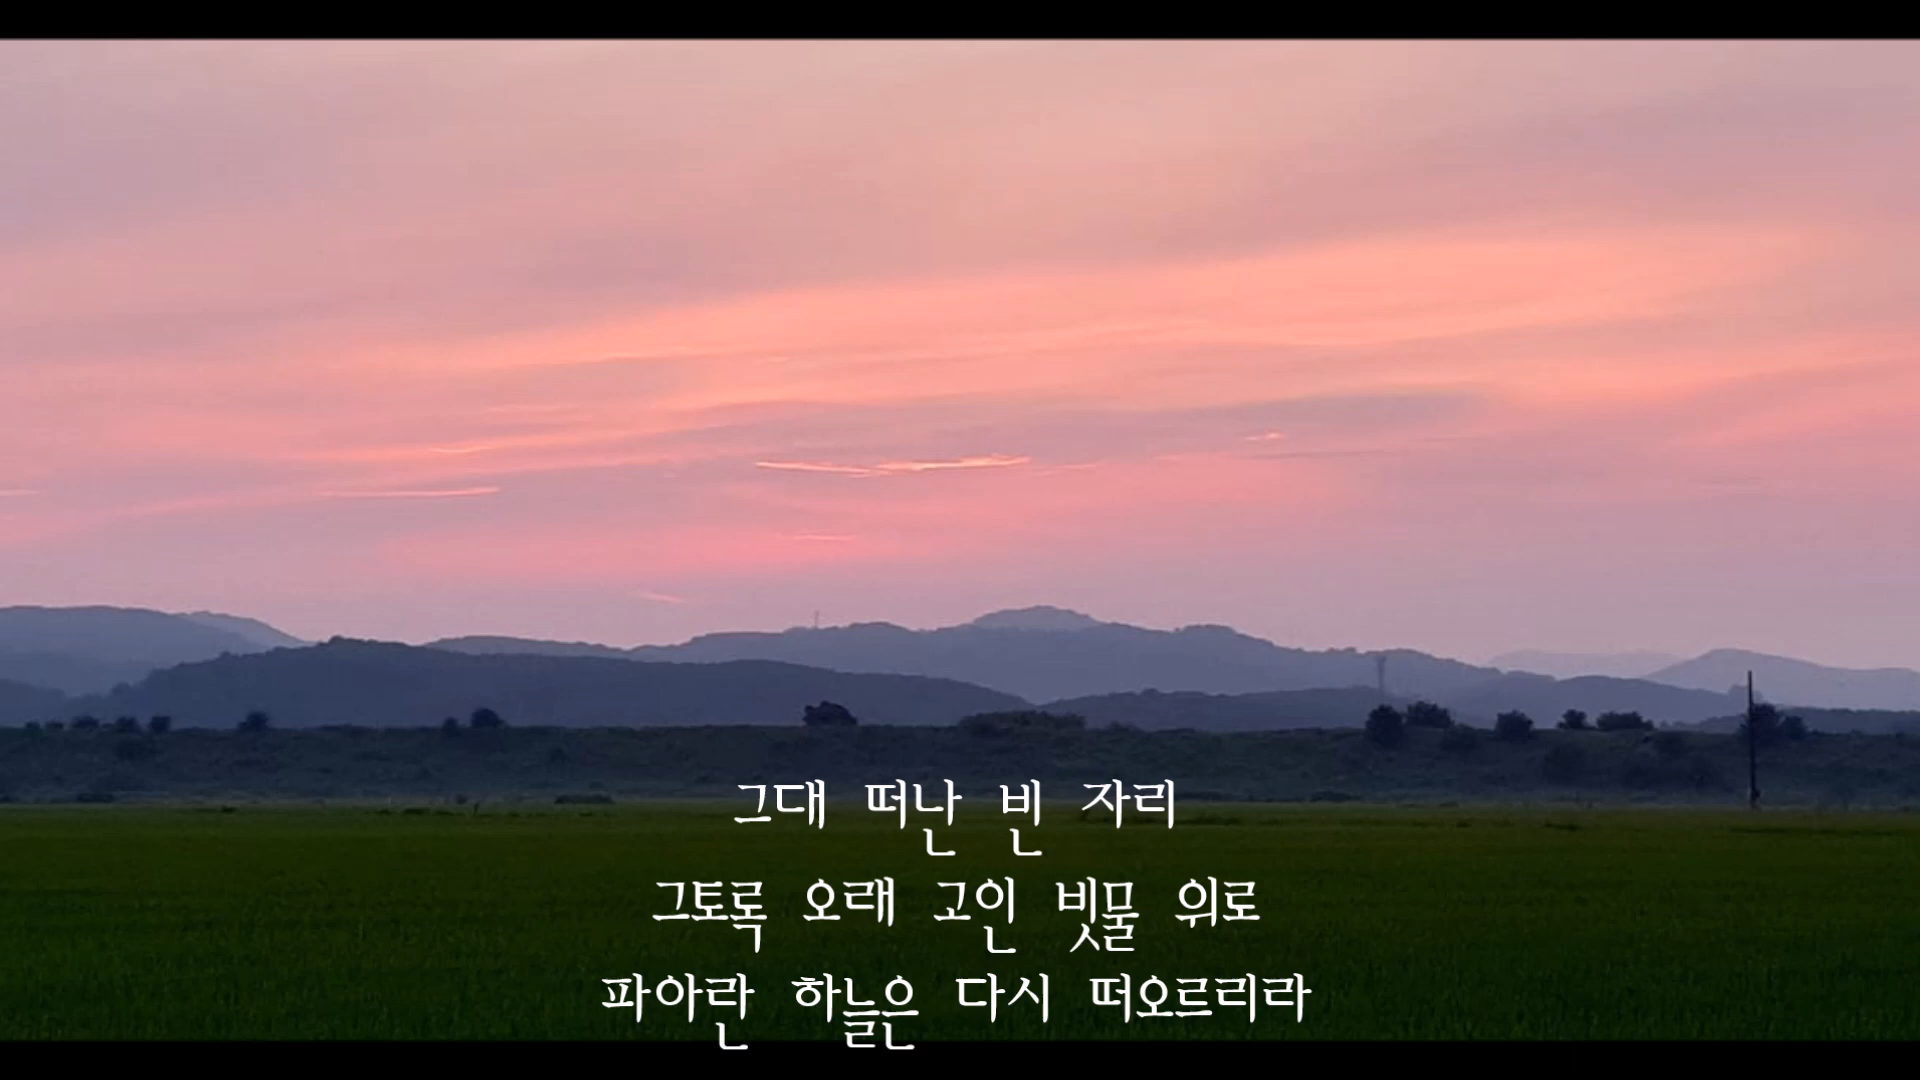 그대 떠난 빈 자리
그토록 오래 고인 빗물 위로
파아란 하늘은 다시 떠오르리라